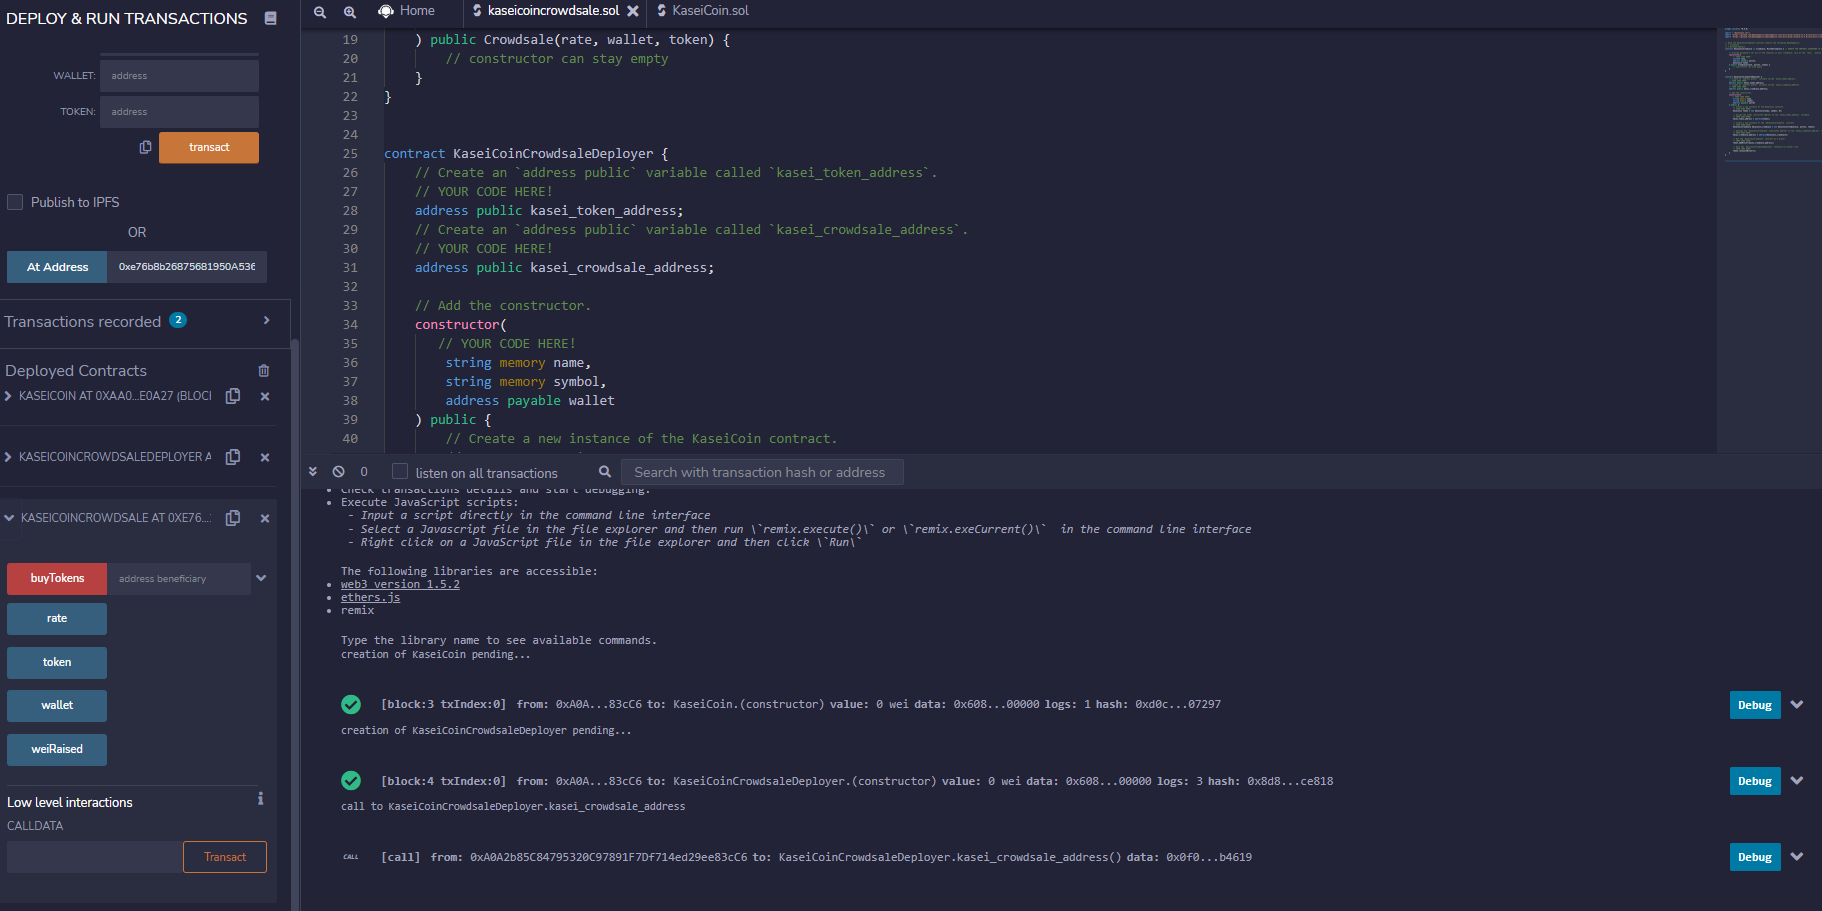 DEPLOY & RUN TRANSACTIONS
WALLET: address
TOKEN: address
transact
Publish to IPFS
OR
At Address 0xe76b8b26875681950A536
Transactions recorded 2
Deployed Contracts
KASEICOIN AT 0XAA0...E0A27 (BLOCI
KASEICOINCROWDSALEDEPLOYER A
KASEICOINCROWDSALE AT 0XE76...
buyTokens address beneficiary
rate
token
wallet
weiRaised
Low level interactions
CALLDATA
Transact
Home kaseicoincrowdsale.sol KaseiCoin.sol
19 ) public Crowdsale(rate, wallet, token) {
20 // constructor can stay empty
21 }
22 }
23
24
25 contract KaseiCoinCrowdsaleDeployer {
26 // Create an `address public` variable called `kasei_token_address`.
27 // YOUR CODE HERE!
28 address public kasei_token_address;
29 // Create an `address public` variable called `kasei_crowdsale_address`.
30 // YOUR CODE HERE!
31 address public kasei_crowdsale_address;
32
33 // Add the constructor.
34 constructor(
35 // YOUR CODE HERE!
36 string memory name,
37 string memory symbol,
38 address payable wallet
39 ) public {
40 // Create a new instance of the KaseiCoin contract.
0 listen on all transactions Search with transaction hash or address
Check transactions details and start debugging.
• Execute JavaScript scripts:
- Input a script directly in the command line interface
- Select a Javascript file in the file explorer and then run \`remix.execute()\` or \`remix.exeCurrent()\` in the command line interface
- Right click on a JavaScript file in the file explorer and then click \`Run\`
The following libraries are accessible:
• web3 version 1.5.2
• ethers.js
• remix
Type the library name to see available commands.
creation of KaseiCoin pending...
[block:3 txIndex:0] from: 0xA0A...83cC6 to: KaseiCoin.(constructor) value: 0 wei data: 0x608...00000 logs: 1 hash: 0xd0c...07297 Debug
creation of KaseiCoinCrowdsaleDeployer pending...
[block:4 txIndex:0] from: 0xA0A...83cC6 to: KaseiCoinCrowdsaleDeployer.(constructor) value: 0 wei data: 0x608...00000 logs: 3 hash: 0x8d8...ce818 Debug
call to KaseiCoinCrowdsaleDeployer.kasei_crowdsale_address
CALL [call] from: 0xA0A2b85C84795320C97891F7Df714ed29ee83cC6 to: KaseiCoinCrowdsaleDeployer.kasei_crowdsale_address() data: 0x0f0...b4619 Debug